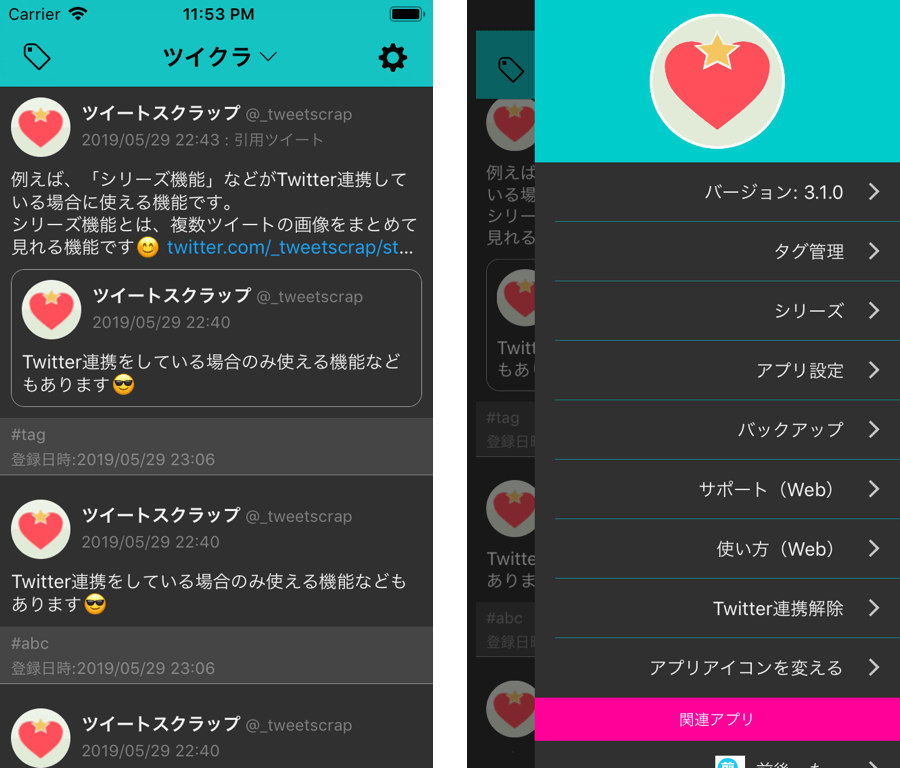 Carrier 11:53 PM
ツイクラ
ツイートスクラップ @_tweetscrap
2019/05/29 22:43 : 引用ツイート
例えば、「シリーズ機能」などがTwitter連携して
いる場合に使える機能です。
シリーズ機能とは、複数ツイートの画像をまとめて
見れる機能です😊 twitter.com/_tweetscrap/st...
ツイートスクラップ @_tweetscrap
2019/05/29 22:40
Twitter連携をしている場合のみ使える機能など
もあります😎
#tag
登録日時:2019/05/29 23:06
ツイートスクラップ @_tweetscrap
2019/05/29 22:40
Twitter連携をしている場合のみ使える機能なども
あります😎
#abc
登録日時:2019/05/29 23:06
ツイートスクラップ @_tweetscrap
2019/05/29 22:40
例えば
いる場
シリー
見れる
Twitt
もあ
#tag
登録日
Twitte
ありま
#abc
登録日
バージョン: 3.1.0
タグ管理
シリーズ
アプリ設定
バックアップ
サポート（Web）
使い方（Web）
Twitter連携解除
アプリアイコンを変える
関連アプリ